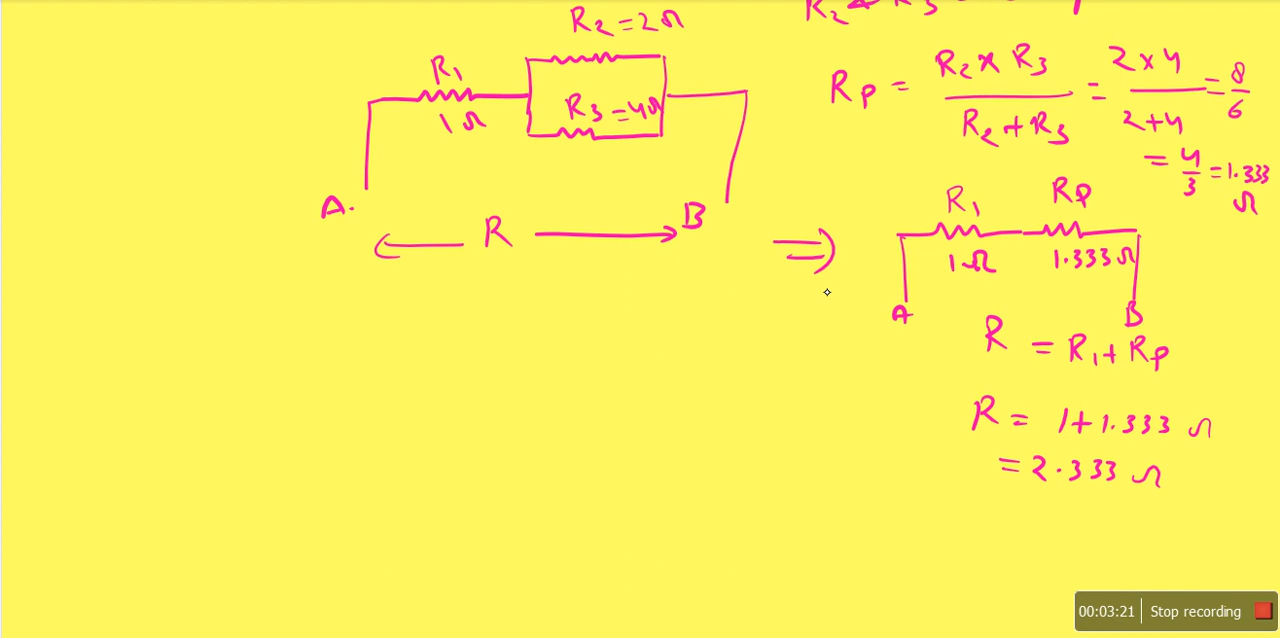 R₂ = 2Ω
R₁
1Ω
R₃ = 4Ω
A.
B
R
R₂ R₃
Rp = R₂ × R₃ / R₂ + R₃ = 2 × 4 / 2 + 4 = 8/6
= 4/3 = 1.333
Ω
⇒
R₁ Rp
1Ω 1.333Ω
A B
R = R₁ + Rp
R = 1 + 1.333 Ω
= 2.333 Ω
00:03:21 Stop recording